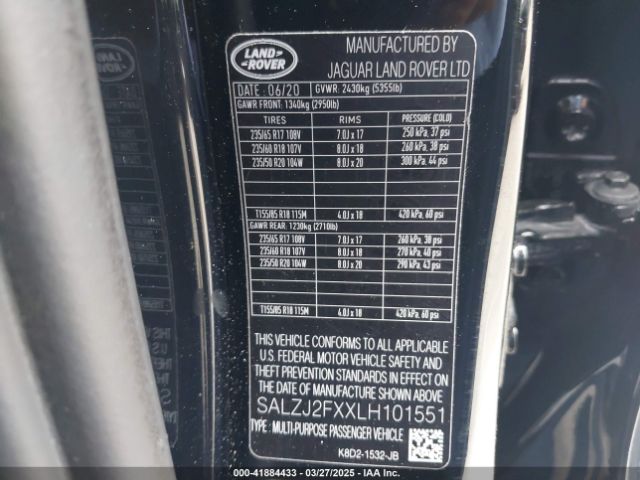 LAND ROVER
MANUFACTURED BY
JAGUAR LAND ROVER LTD
DATE: 06/20 GVWR: 2430kg (5355lb)
GAWR FRONT: 1340kg (2950lb)
TIRES RIMS PRESSURE (COLD)
235/65 R17 108V 7.0J x 17 250 kPa, 37 psi
235/60 R18 107V 8.0J x 18 260 kPa, 38 psi
235/50 R20 104W 8.0J x 20 300 kPa, 44 psi
T155/85 R18 115M 4.0J x 18 420 kPa, 60 psi
GAWR REAR: 1230kg (2710lb)
235/65 R17 108V 7.0J x 17 260 kPa, 38 psi
235/60 R18 107V 8.0J x 18 270 kPa, 40 psi
235/50 R20 104W 8.0J x 20 290 kPa, 43 psi
T155/85 R18 115M 4.0J x 18 420 kPa, 60 psi
THIS VEHICLE CONFORMS TO ALL APPLICABLE
U.S. FEDERAL MOTOR VEHICLE SAFETY AND
THEFT PREVENTION STANDARDS IN EFFECT ON
THE DATE OF MANUFACTURE SHOWN ABOVE
SALZJ2FXXLH101551
TYPE: MULTI-PURPOSE PASSENGER VEHICLE
K8D2-1532-JB
000-41884433 — 03/27/2025 — IAA Inc.